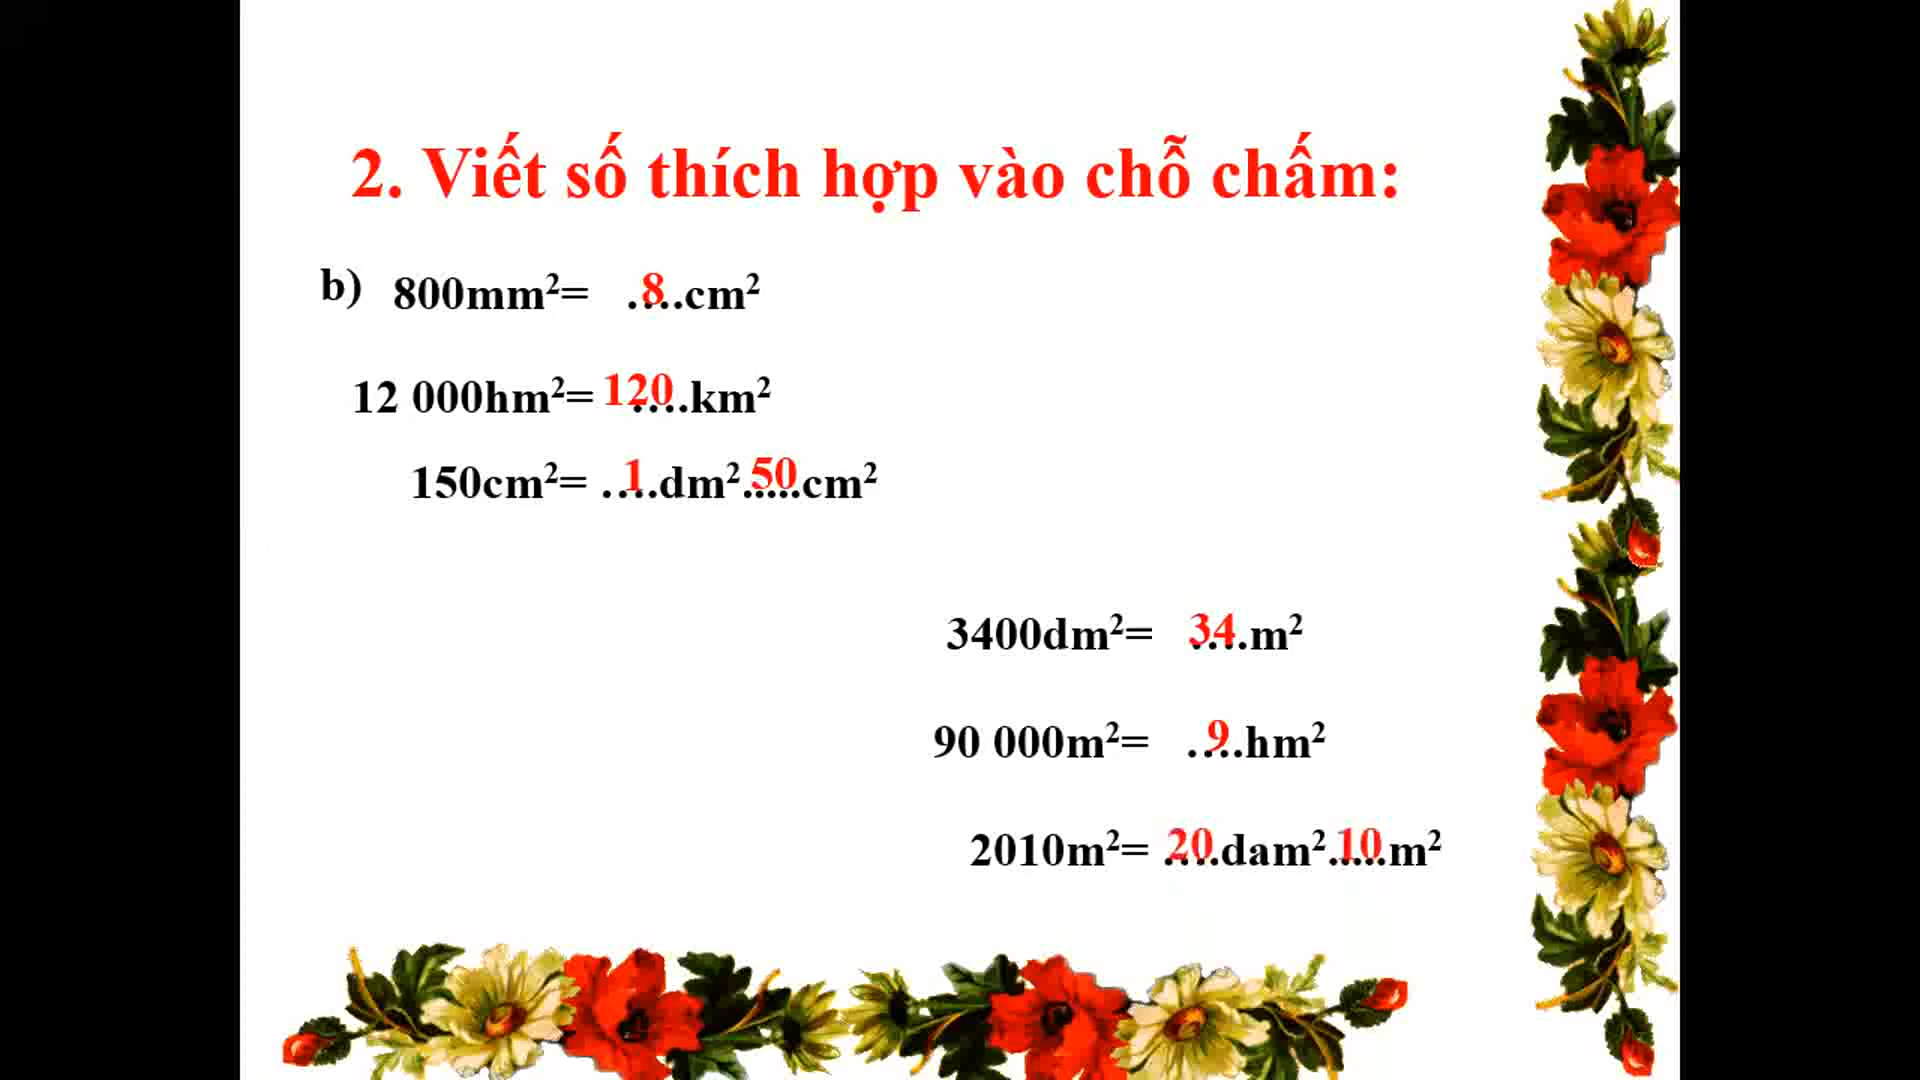 2. Viết số thích hợp vào chỗ chấm:
b) 800mm²= ..8..cm²
12 000hm²= 120....km²
150cm²= ..1..dm².50....cm²
3400dm²= 34....m²
90 000m²= ..9..hm²
2010m²= 20....dam².10....m²